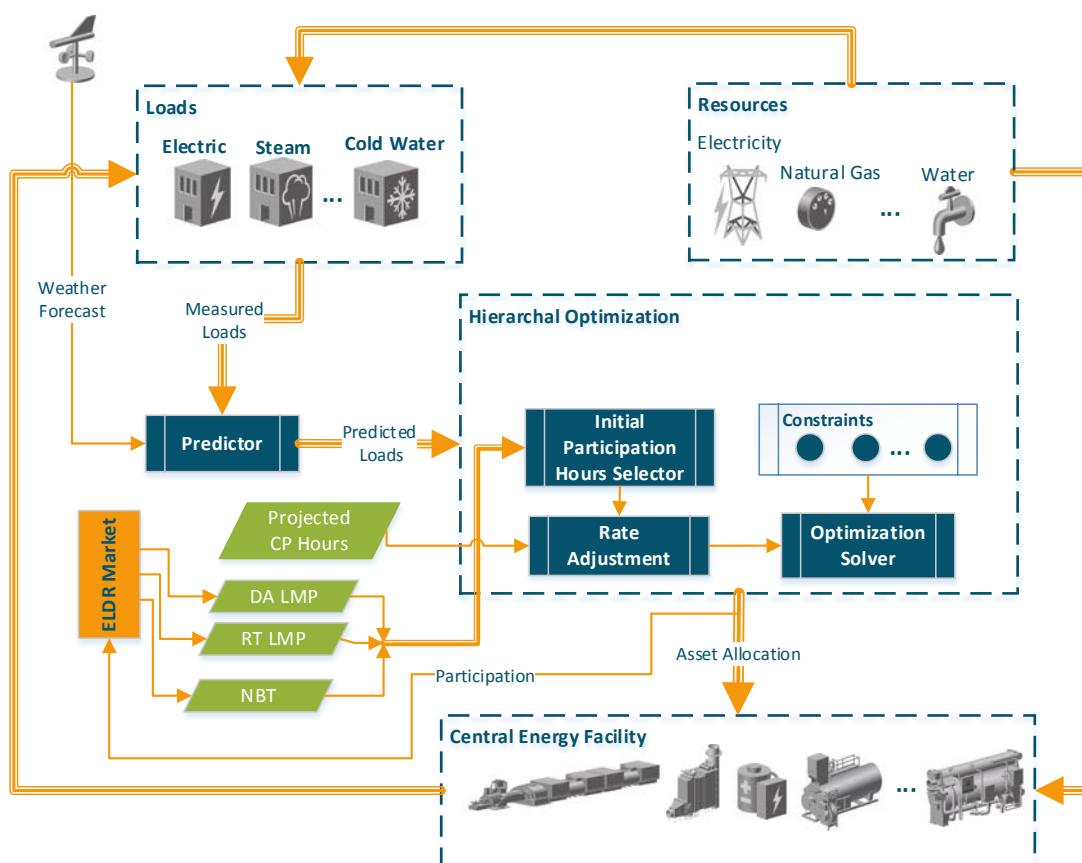 Loads
Electric
Steam
Cold Water
...
Resources
Electricity
Natural Gas
Water
...
Weather
Forecast
Measured
Loads
Predictor
Predicted
Loads
Hierarchal Optimization
Initial
Participation
Hours Selector
Constraints
...
Rate
Adjustment
Optimization
Solver
Projected
CP Hours
ELDR Market
DA LMP
RT LMP
NBT
Participation
Asset Allocation
Central Energy Facility
...